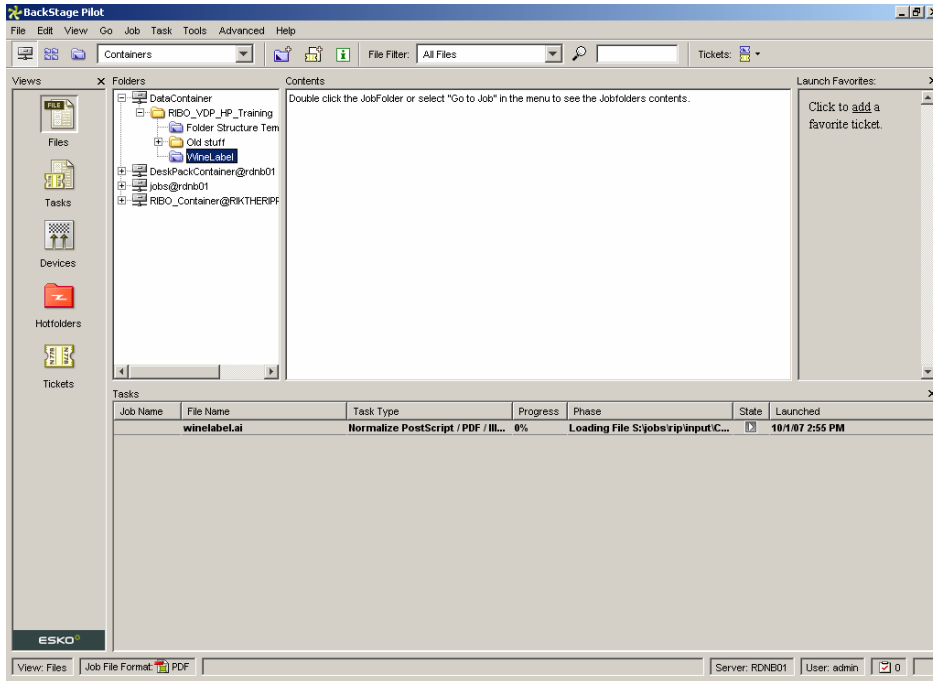 BackStage Pilot
File Edit View Go Job Task Tools Advanced Help
Containers
File Filter: All Files
Tickets:
Views
Folders
Contents
Launch Favorites:
FILE
Files
Tasks
Devices
Hotfolders
Tickets
DataContainer
RIBO_VDP_HP_Training
Folder Structure Tem
Old stuff
WineLabel
DeskPackContainer@rdnb01
jobs@rdnb01
RIBO_Container@RIKTHERIPF
Double click the JobFolder or select "Go to Job" in the menu to see the Jobfolders contents.
Click to add a
favorite ticket.
Tasks
Job Name File Name Task Type Progress Phase State Launched
winelabel.ai Normalize PostScript / PDF / Ill... 0% Loading File S:\jobs\rip\input\C... 10/1/07 2:55 PM
ESKO
View: Files Job File Format: PDF Server: RDNB01 User: admin 0